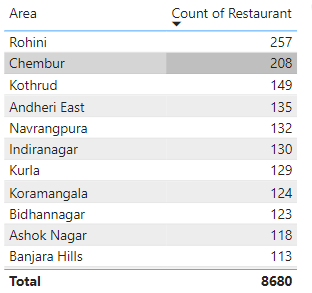 Area Count of Restaurant
Rohini 257
Chembur 208
Kothrud 149
Andheri East 135
Navrangpura 132
Indiranagar 130
Kurla 129
Koramangala 124
Bidhannagar 123
Ashok Nagar 118
Banjara Hills 113
Total 8680